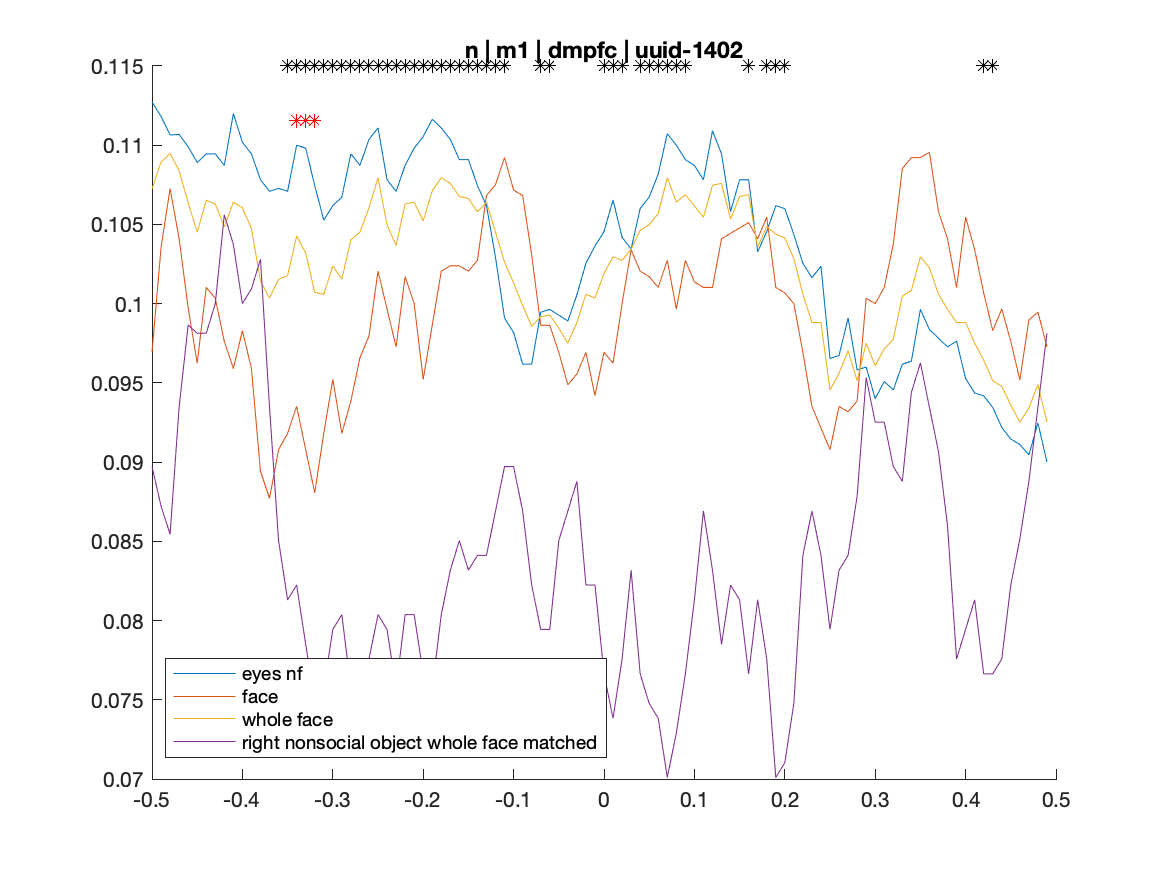 n | m1 | dmpfc | uuid-1402
0.115
0.11
0.105
0.1
0.095
0.09
0.085
0.08
0.075
0.07
eyes nf
face
whole face
right nonsocial object whole face matched
-0.5 -0.4 -0.3 -0.2 -0.1 0 0.1 0.2 0.3 0.4 0.5